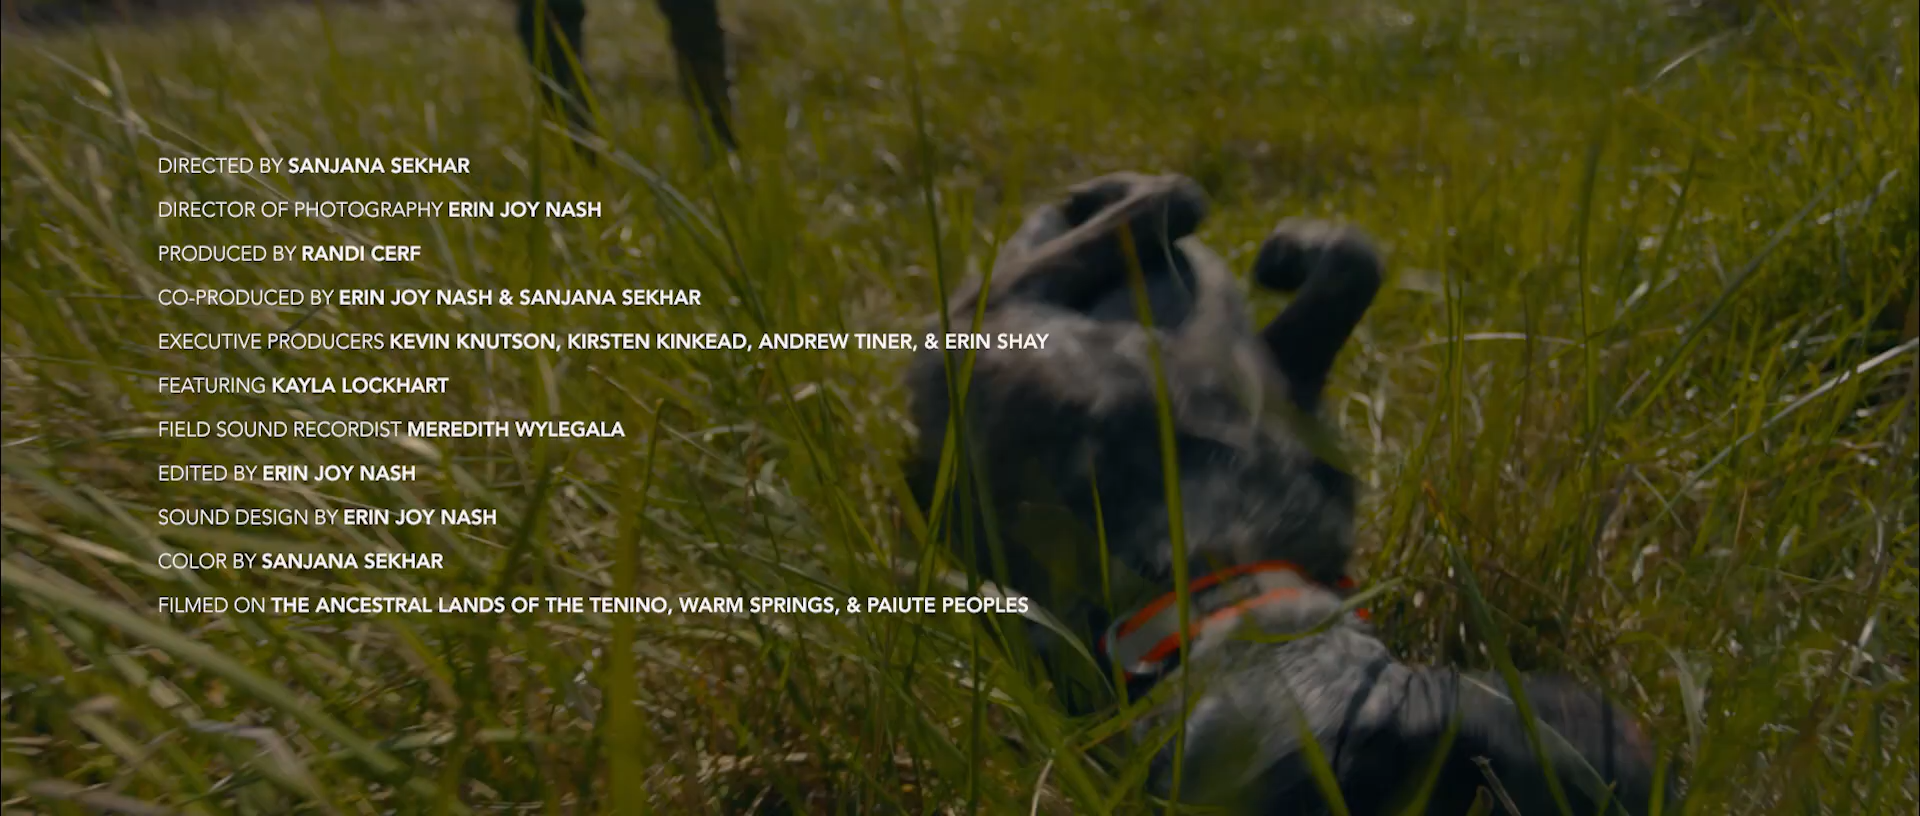 DIRECTED BY SANJANA SEKHAR
DIRECTOR OF PHOTOGRAPHY ERIN JOY NASH
PRODUCED BY RANDI CERF
CO-PRODUCED BY ERIN JOY NASH & SANJANA SEKHAR
EXECUTIVE PRODUCERS KEVIN KNUTSON, KIRSTEN KINKEAD, ANDREW TINER, & ERIN SHAY
FEATURING KAYLA LOCKHART
FIELD SOUND RECORDIST MEREDITH WYLEGALA
EDITED BY ERIN JOY NASH
SOUND DESIGN BY ERIN JOY NASH
COLOR BY SANJANA SEKHAR
FILMED ON THE ANCESTRAL LANDS OF THE TENINO, WARM SPRINGS, & PAIUTE PEOPLES